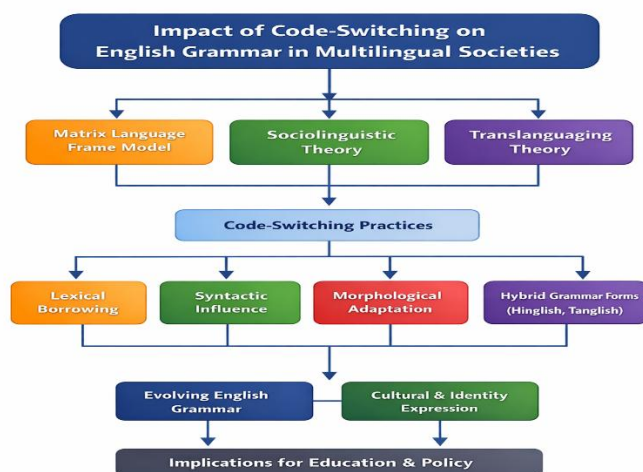 Impact of Code-Switching on
English Grammar in Multilingual Societies
Matrix Language
Frame Model
Sociolinguistic
Theory
Translanguaging
Theory
Code-Switching Practices
Lexical
Borrowing
Syntactic
Influence
Morphological
Adaptation
Hybrid Grammar Forms
(Hinglish, Tanglish)
Evolving English
Grammar
Cultural & Identity
Expression
Implications for Education & Policy